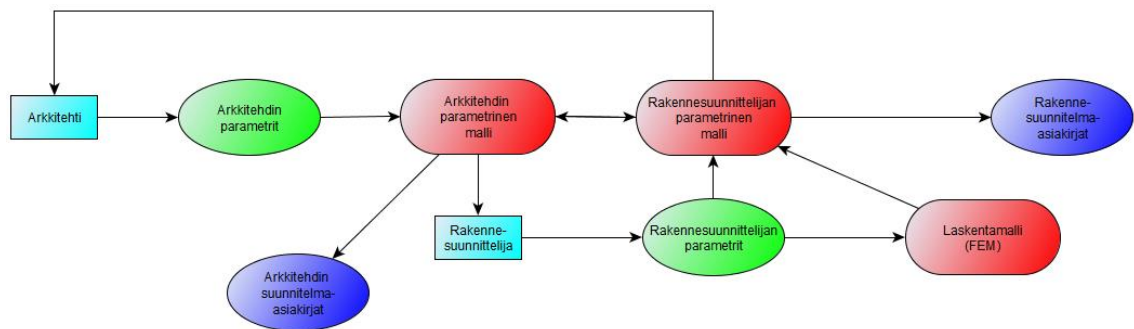 Arkkitehti
Arkkitehdin
parametrit
Arkkitehdin
parametrinen
malli
Rakennesuunnittelijan
parametrinen
malli
Rakenne-
suunnitelma-
asiakirjat
Rakenne-
suunnittelija
Rakennesuunnittelijan
parametrit
Laskentamalli
(FEM)
Arkkitehdin
suunnitelma-
asiakirjat